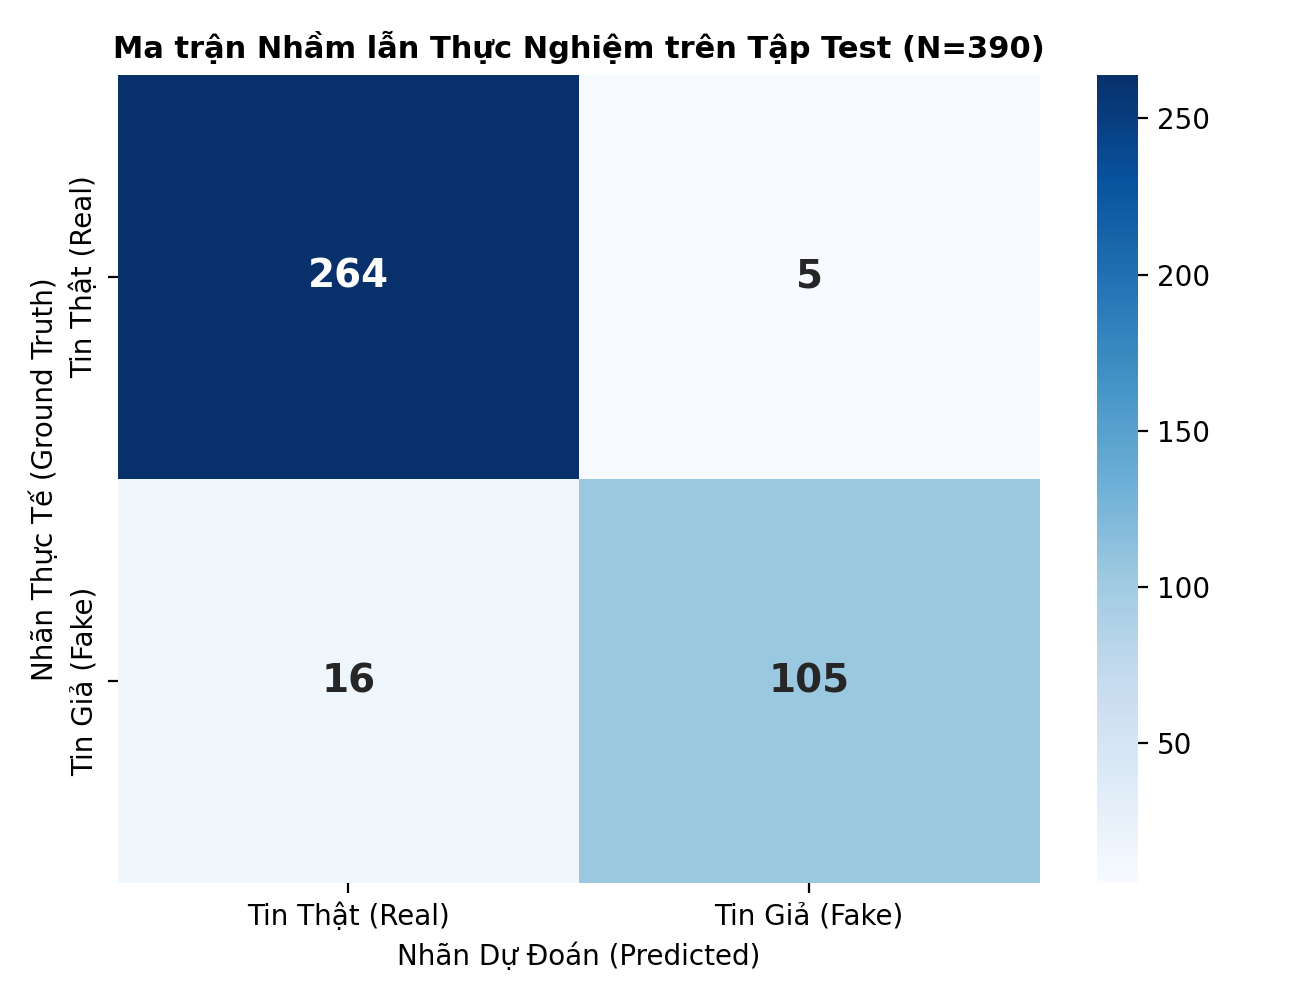 Ma trận Nhầm lẫn Thực Nghiệm trên Tập Test (N=390)
Nhãn Thực Tế (Ground Truth)
Tin Thật (Real)
264
5
Tin Giả (Fake)
16
105
Tin Thật (Real)
Tin Giả (Fake)
Nhãn Dự Đoán (Predicted)
250
200
150
100
50